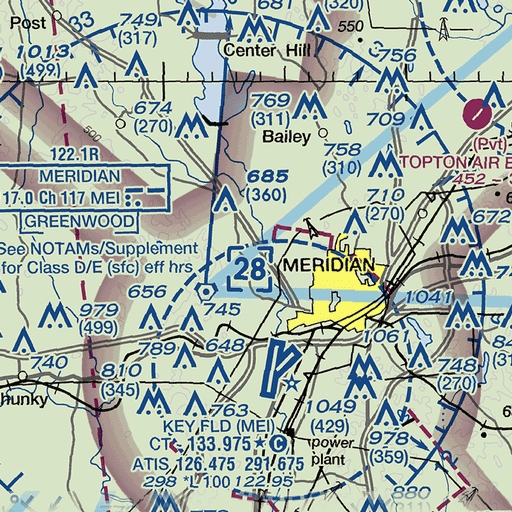 Post
33
749
(317)
681
(320)
550
1013
(499)
Center Hill
756
674
(270)
500
769
(311)
Bailey
709
758
(310)
(Pvt)
TOPTON AIR
452
122.1R
MERIDIAN
17.0 Ch 117 MEI
GREENWOOD
685
(360)
710
(270)
672
See NOTAMs/Supplement
for Class D/E (sfc) eff hrs
28
MERIDIAN
656
745
1041
979
(499)
789
648
1061
740
hunky
810
(345)
748
(270)
763
1049
(429)
978
(359)
KEY FLD (MEI)
CT - 133.975 ★ C
ATIS 126.475 291.675
298 *L 100 122.95
power
plant
880